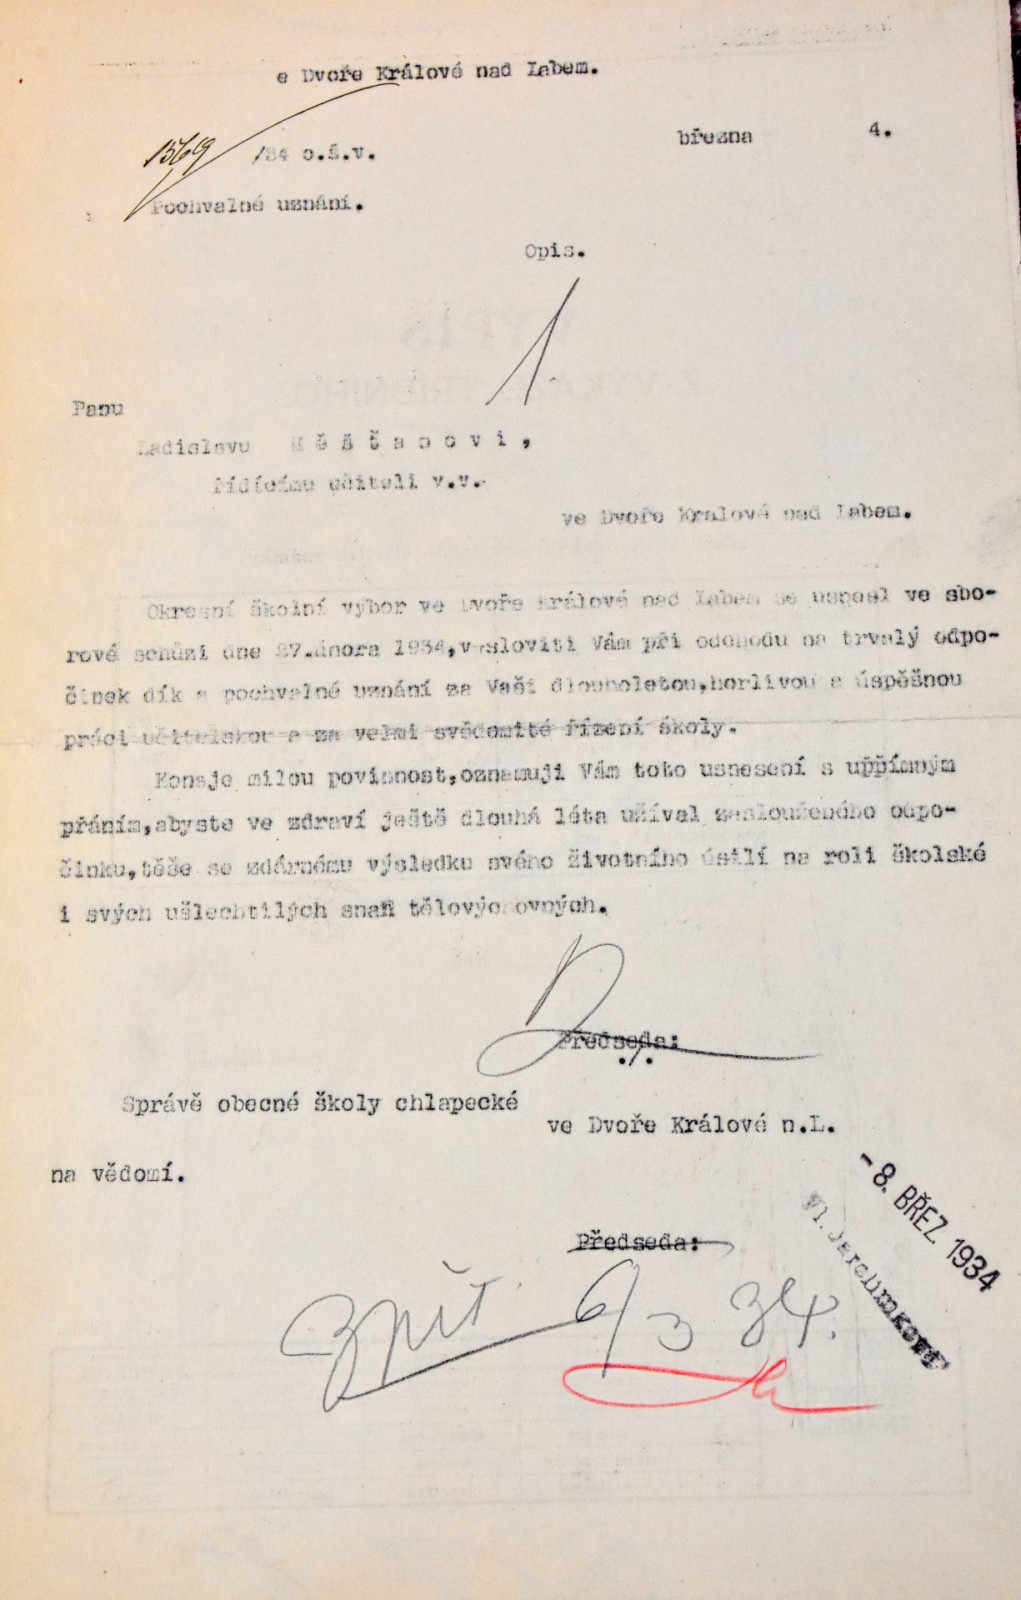 e Dvoře Králové nad Labem.
března 4.
1569 /34 o.š.v.
Pochvalné uznání.
Opis.
Panu
Ladislavu Měšťanovi,
řídícímu učiteli v.v.
ve Dvoře Králové nad Labem.
Okresní školní výbor ve Dvoře Králové nad Labem se usnesl ve sbo-
rové schůzi dne 27.února 1934,vysloviti Vám při odchodu na trvalý odpo-
činek dík a pochvalné uznání za Vaši dlouholetou,horlivou a úspěšnou
práci učitelskou a za velmi svědomité řízení školy.
Konaje milou povinnost,oznamuji Vám toto usnesení s upřímným
přáním,abyste ve zdraví ještě dlouhá léta užíval zaslouženého odpo-
činku,těše se zdárnému výsledku svého životního úsilí na roli školské
i svých ušlechtilých snah tělovýchovných.
Předseda:
./.
Správě obecné školy chlapecké
ve Dvoře Králové n.L.
na vědomí.
-8. BŘEZ. 1934
Předseda:
6/3 34.